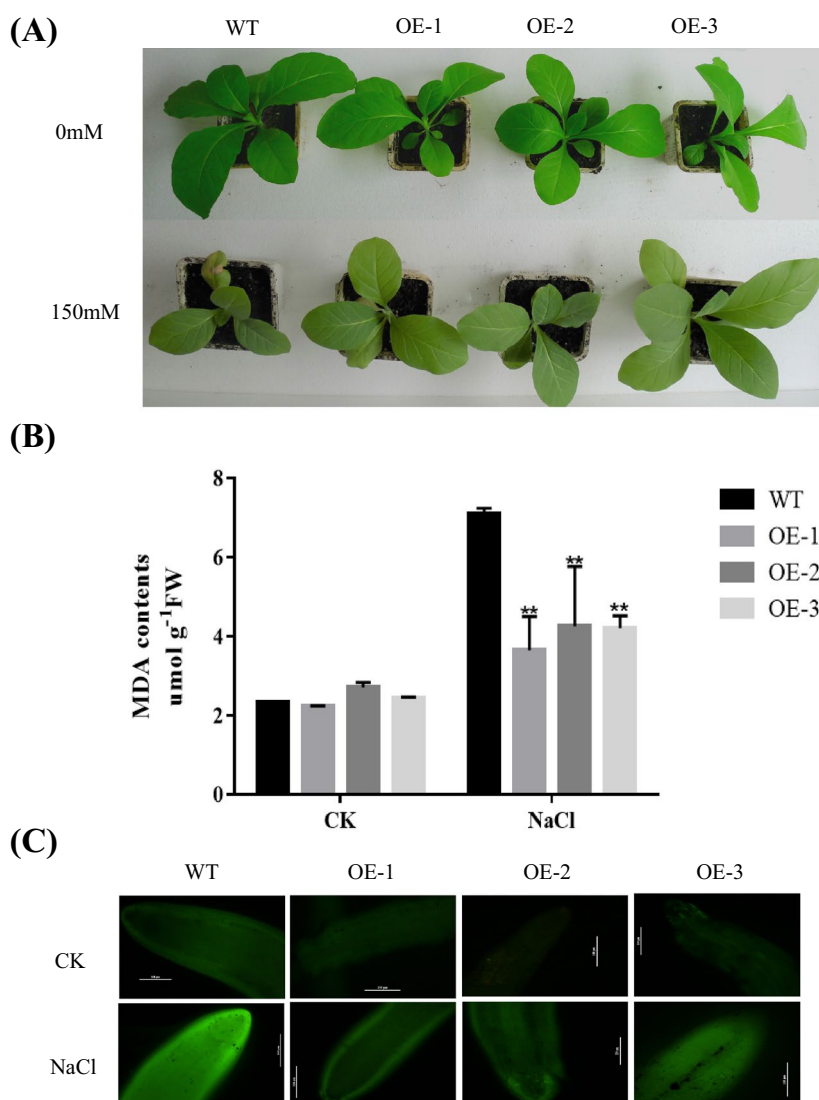 (A)
WT OE-1 OE-2 OE-3
0mM
150mM
(B)
MDA contents
umol g⁻¹FW
8
6
4
2
0
** ** **
CK NaCl
WT
OE-1
OE-2
OE-3
(C)
WT OE-1 OE-2 OE-3
CK
NaCl